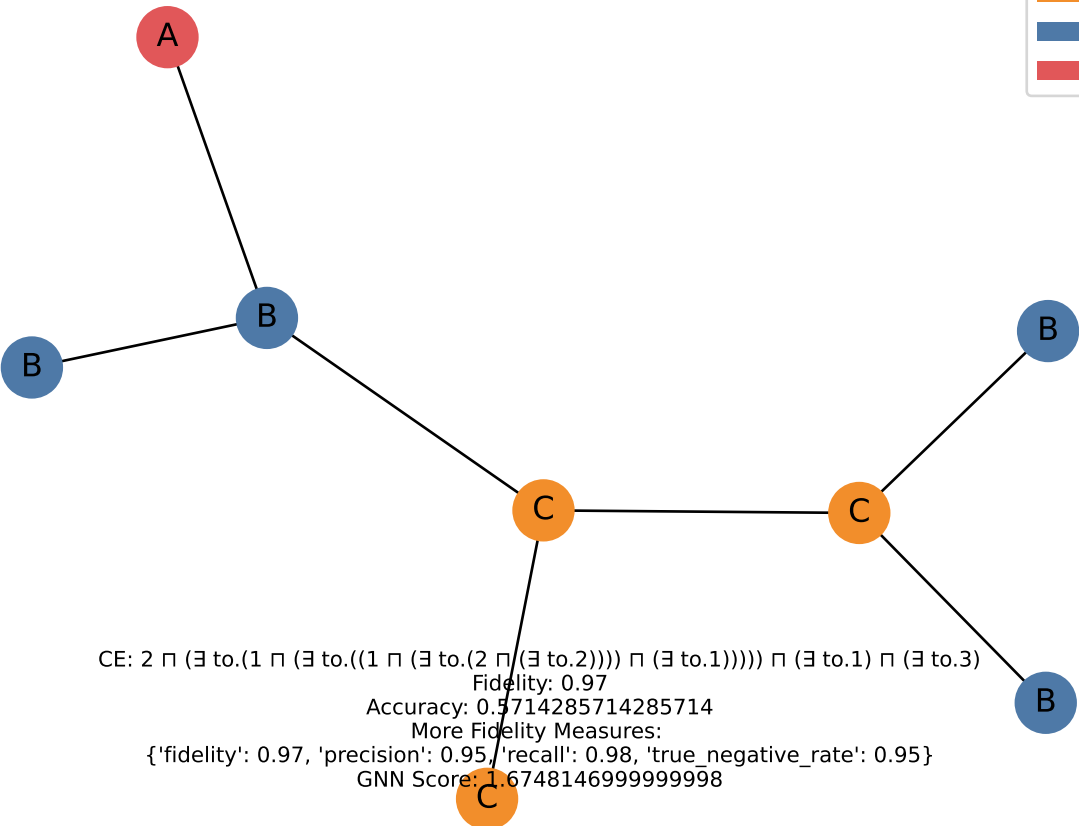 A
B
B
B
C
C
B
CE: 2 ⊓ (∃ to.(1 ⊓ (∃ to.((1 ⊓ (∃ to.(2 ⊓ (∃ to.2)))) ⊓ (∃ to.1))))) ⊓ (∃ to.1) ⊓ (∃ to.3)
Fidelity: 0.97
Accuracy: 0.5714285714285714
More Fidelity Measures:
{'fidelity': 0.97, 'precision': 0.95, 'recall': 0.98, 'true_negative_rate': 0.95}
GNN Score: 1.6748146999999998
C